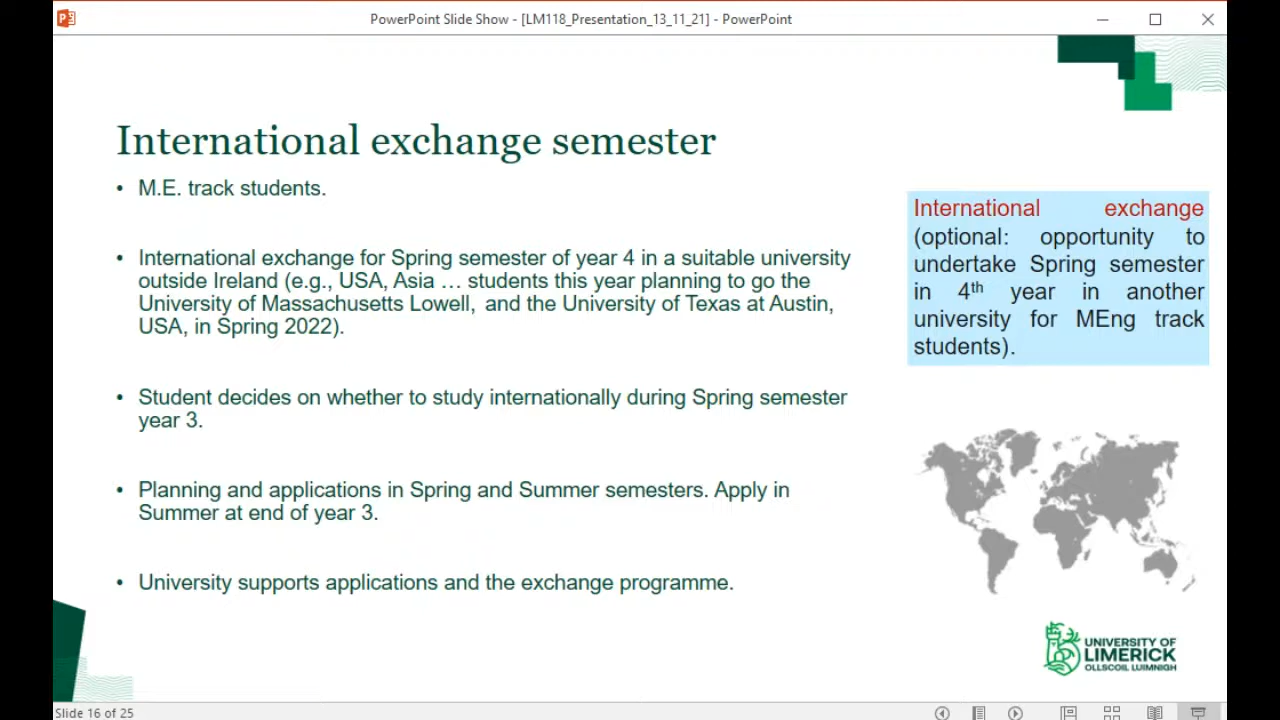 PowerPoint Slide Show - [LM118_Presentation_13_11_21] - PowerPoint
International exchange semester
• M.E. track students.
• International exchange for Spring semester of year 4 in a suitable university
outside Ireland (e.g., USA, Asia … students this year planning to go the
University of Massachusetts Lowell, and the University of Texas at Austin,
USA, in Spring 2022).
• Student decides on whether to study internationally during Spring semester
year 3.
• Planning and applications in Spring and Summer semesters. Apply in
Summer at end of year 3.
• University supports applications and the exchange programme.
International exchange
(optional: opportunity to
undertake Spring semester
in 4th year in another
university for MEng track
students).
UNIVERSITY OF
LIMERICK
OLLSCOIL LUIMNIGH
Slide 16 of 25